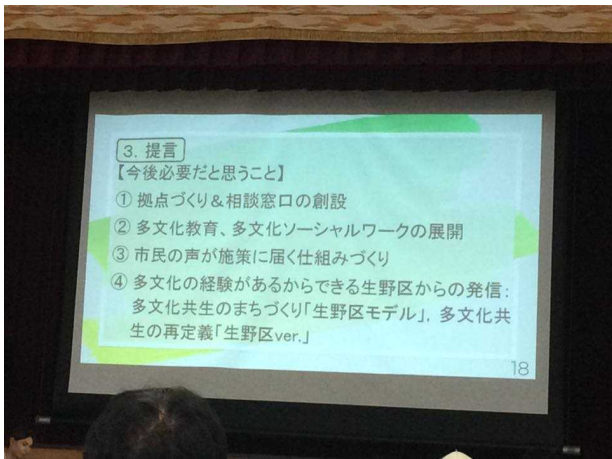 3. 提言
【今後必要だと思うこと】
① 拠点づくり＆相談窓口の創設
② 多文化教育、多文化ソーシャルワークの展開
③ 市民の声が施策に届く仕組みづくり
④ 多文化の経験があるからできる生野区からの発信:
多文化共生のまちづくり「生野区モデル」, 多文化共
生の再定義「生野区ver.」
18